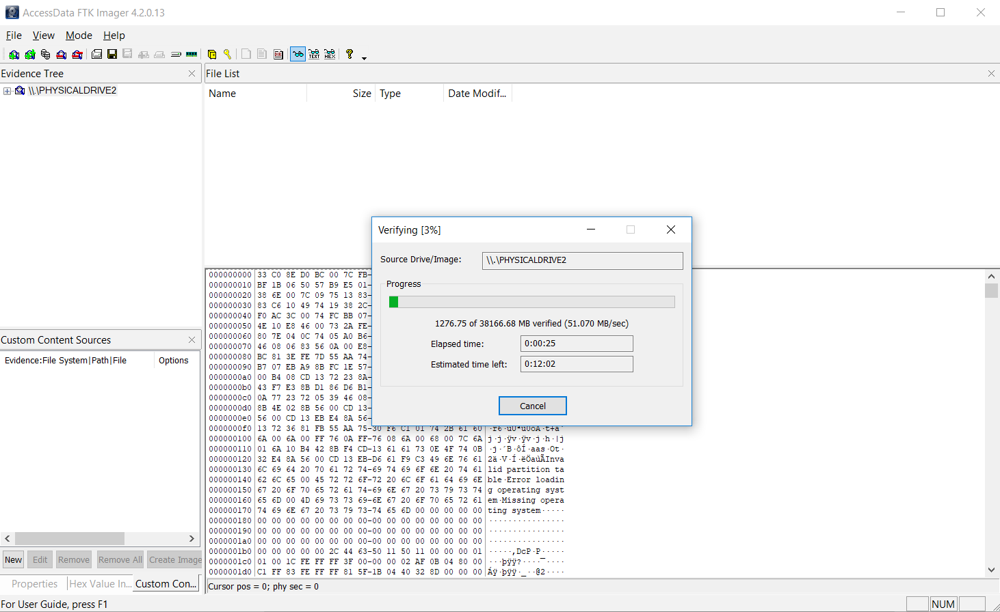 AccessData FTK Imager 4.2.0.13
File View Mode Help
Evidence Tree
\\.\PHYSICALDRIVE2
File List
Name Size Type Date Modif...
Verifying [3%]
Source Drive/Image: \\.\PHYSICALDRIVE2
Progress
1276.75 of 38166.68 MB verified (51.070 MB/sec)
Elapsed time: 0:00:25
Estimated time left: 0:12:02
Cancel
000000000 33 C0 8E D0 BC 00 7C FB-
000000010 BF 1B 06 50 57 B9 E5 01-
000000020 38 6E 00 7C 09 75 13 83-
000000030 83 C6 10 49 74 19 38 2C-
000000040 F0 AC 3C 00 74 FC BB 07-
000000050 4E 10 E8 46 00 73 2A FE-
000000060 80 7E 04 0C 74 05 A0 B6-
000000070 46 08 06 83 56 0A 00 E8-
000000080 BC 81 3E FE 7D 55 AA 74-
000000090 B7 07 EB A9 8B FC 1E 57-
0000000a0 00 B4 08 CD 13 72 23 8A-
0000000b0 43 F7 E3 8B D1 86 D6 B1-
0000000c0 0A 77 23 72 05 39 46 08-
0000000d0 8B 4E 02 8B 56 00 CD 13-
0000000e0 56 00 CD 13 EB E4 8A 56-
0000000f0 13 72 36 81 FB 55 AA 75-30 F6 C1 01 74 2B 61 60
000000100 6A 00 6A 00 FF 76 0A FF-76 08 6A 00 68 00 7C 6A j·j·ÿv·ÿv·j·h·|j
000000110 01 6A 10 B4 42 8B F4 CD-13 61 61 73 0E 4F 74 0B ·j·´B·ôÍ·aas·Ot·
000000120 32 E4 8A 56 00 CD 13 EB-D6 61 F9 C3 49 6E 76 61 2ä·V·Í·ëÖaùÃInva
000000130 6C 69 64 20 70 61 72 74-69 74 69 6F 6E 20 74 61 lid partition ta
000000140 62 6C 65 00 45 72 72 6F-72 20 6C 6F 61 64 69 6E ble·Error loadin
000000150 67 20 6F 70 65 72 61 74-69 6E 67 20 73 79 73 74 g operating syst
000000160 65 6D 00 4D 69 73 73 69-6E 67 20 6F 70 65 72 61 em·Missing opera
000000170 74 69 6E 67 20 73 79 73-74 65 6D 00 00 00 00 00 ting system·····
000000180 00 00 00 00 00 00 00 00-00 00 00 00 00 00 00 00 ················
000000190 00 00 00 00 00 00 00 00-00 00 00 00 00 00 00 00 ················
0000001a0 00 00 00 00 00 00 00 00-00 00 00 00 00 00 00 00 ················
0000001b0 00 00 00 00 00 2C 44 63-50 11 50 11 00 00 00 01 ·····,DcP·P·····
0000001c0 01 00 1C FE FF FF 3F 00-00 00 02 AF 0B 04 80 00 ···þÿÿ?····¯····
0000001d0 C1 FF 83 FE FF FF 81 5F-1B 04 40 32 8D 00 00 00 Áÿ·þÿÿ·_··@2····
Custom Content Sources
Evidence:File System|Path|File Options
New Edit Remove Remove All Create Image
Properties Hex Value In... Custom Con...
Cursor pos = 0; phy sec = 0
For User Guide, press F1
NUM